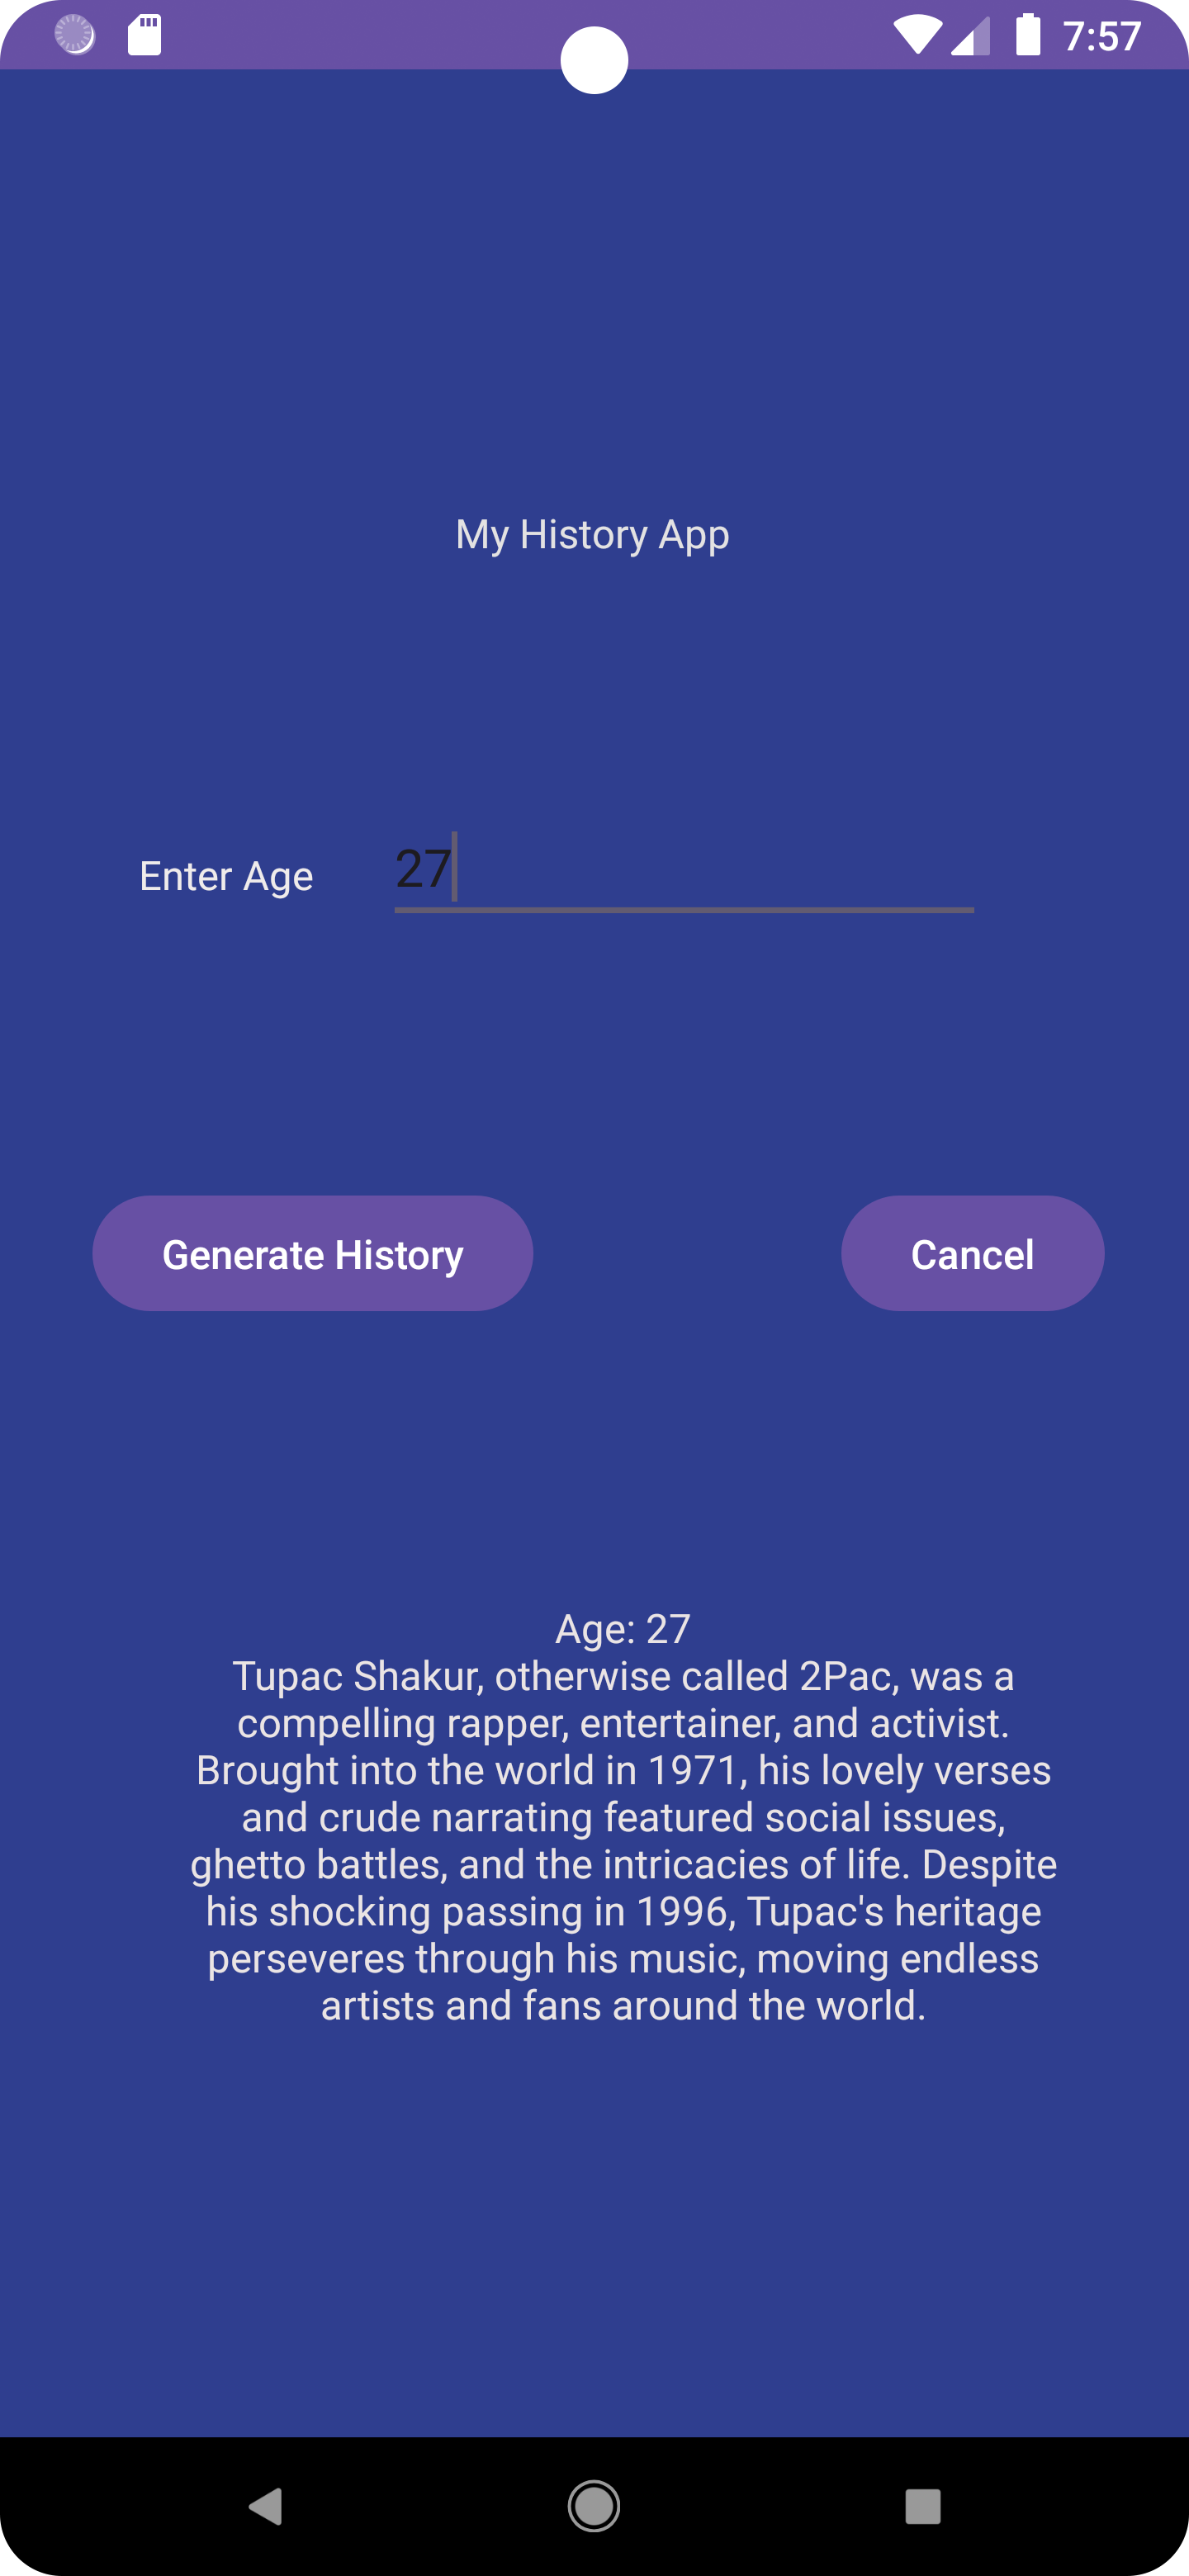 7:57
My History App
Enter Age
27
Generate History
Cancel
Age: 27
Tupac Shakur, otherwise called 2Pac, was a
compelling rapper, entertainer, and activist.
Brought into the world in 1971, his lovely verses
and crude narrating featured social issues,
ghetto battles, and the intricacies of life. Despite
his shocking passing in 1996, Tupac's heritage
perseveres through his music, moving endless
artists and fans around the world.